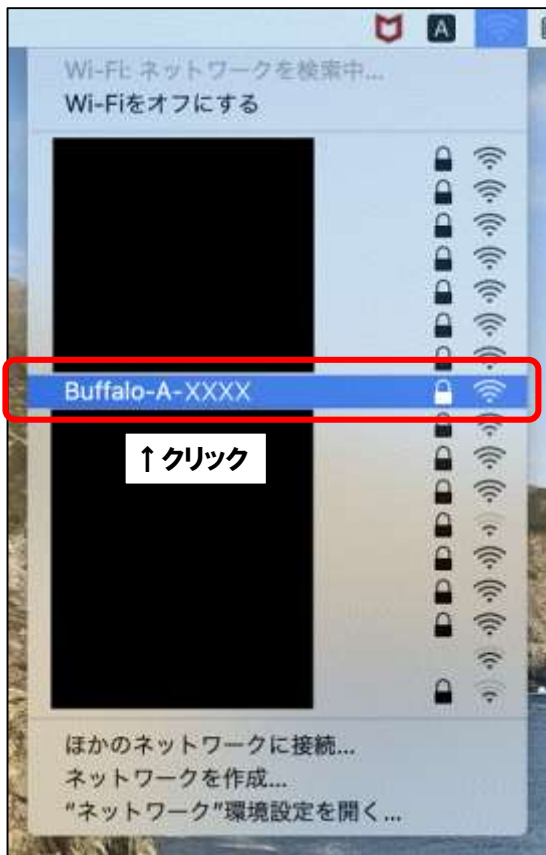 A
Wi-Fi: ネットワークを検索中...
Wi-Fiをオフにする
Buffalo-A-XXXX
↑クリック
ほかのネットワークに接続...
ネットワークを作成...
"ネットワーク"環境設定を開く...